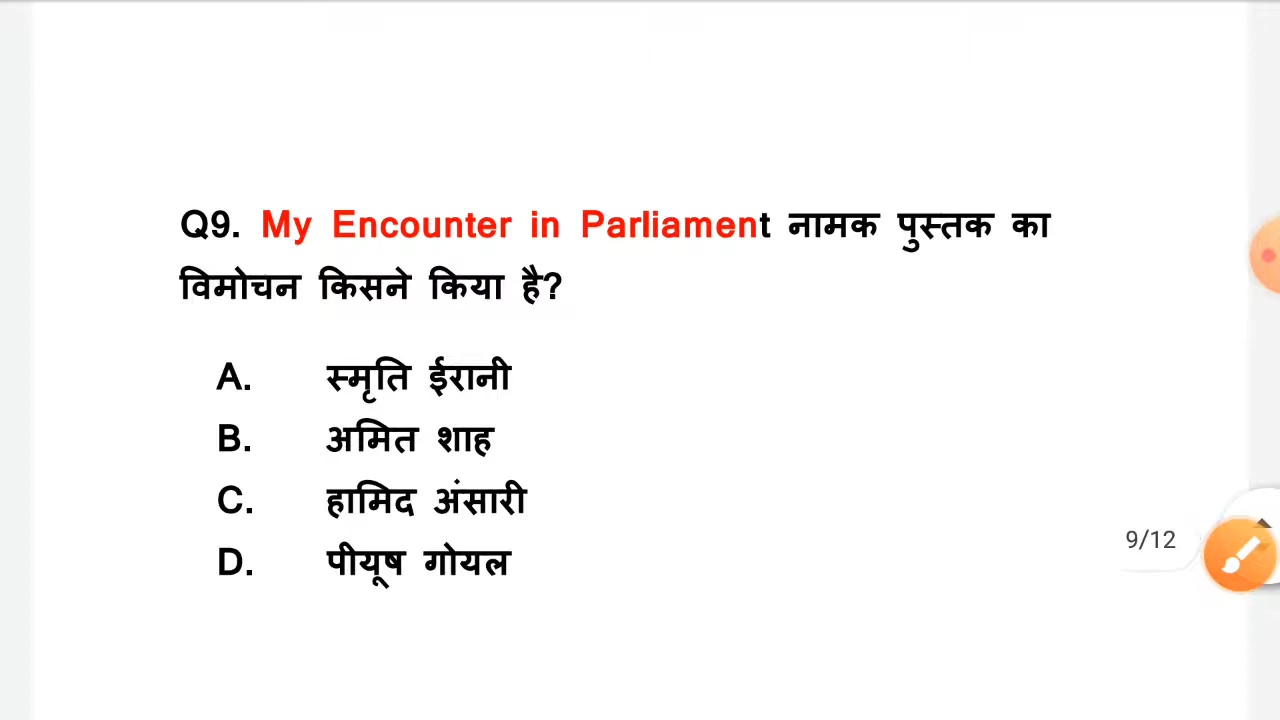 Q9. My Encounter in Parliament नामक पुस्तक का
विमोचन किसने किया है?
A. स्मृति ईरानी
B. अमित शाह
C. हामिद अंसारी
D. पीयूष गोयल
9/12